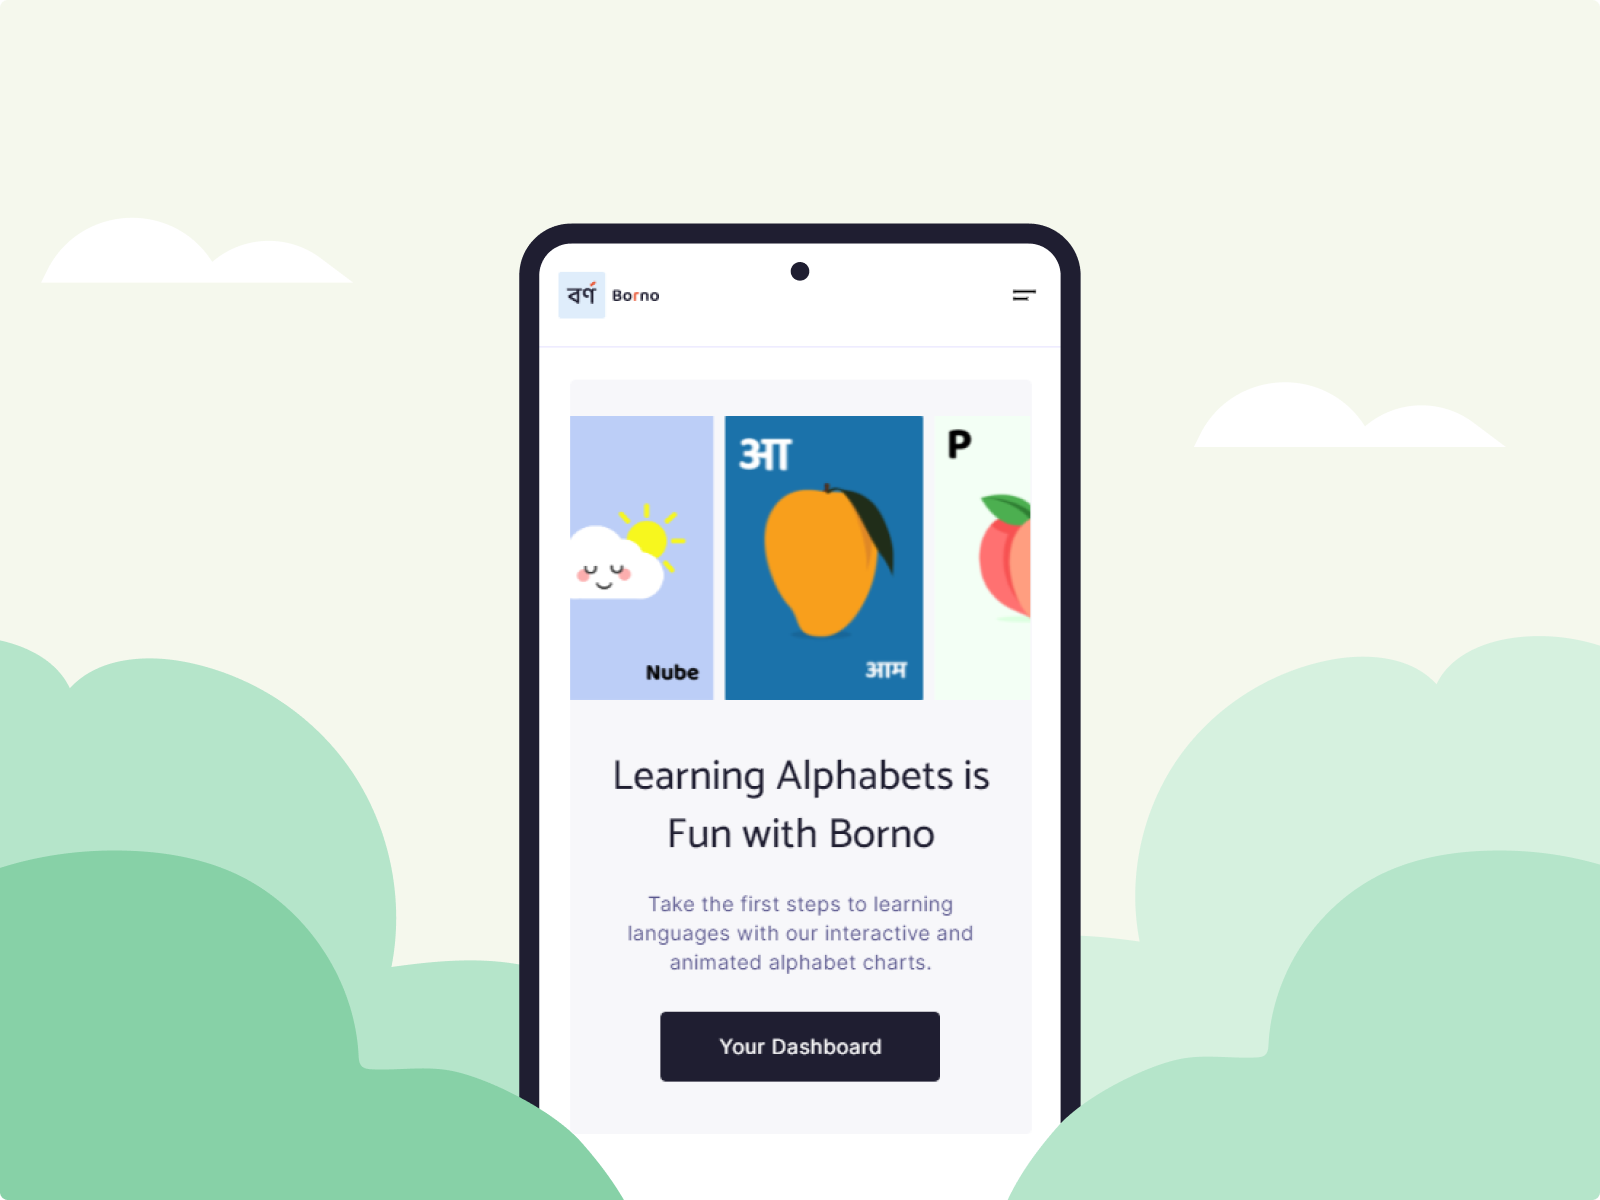 বর্ণ Borno
आ
P
Nube
आम
Learning Alphabets is
Fun with Borno
Take the first steps to learning
languages with our interactive and
animated alphabet charts.
Your Dashboard